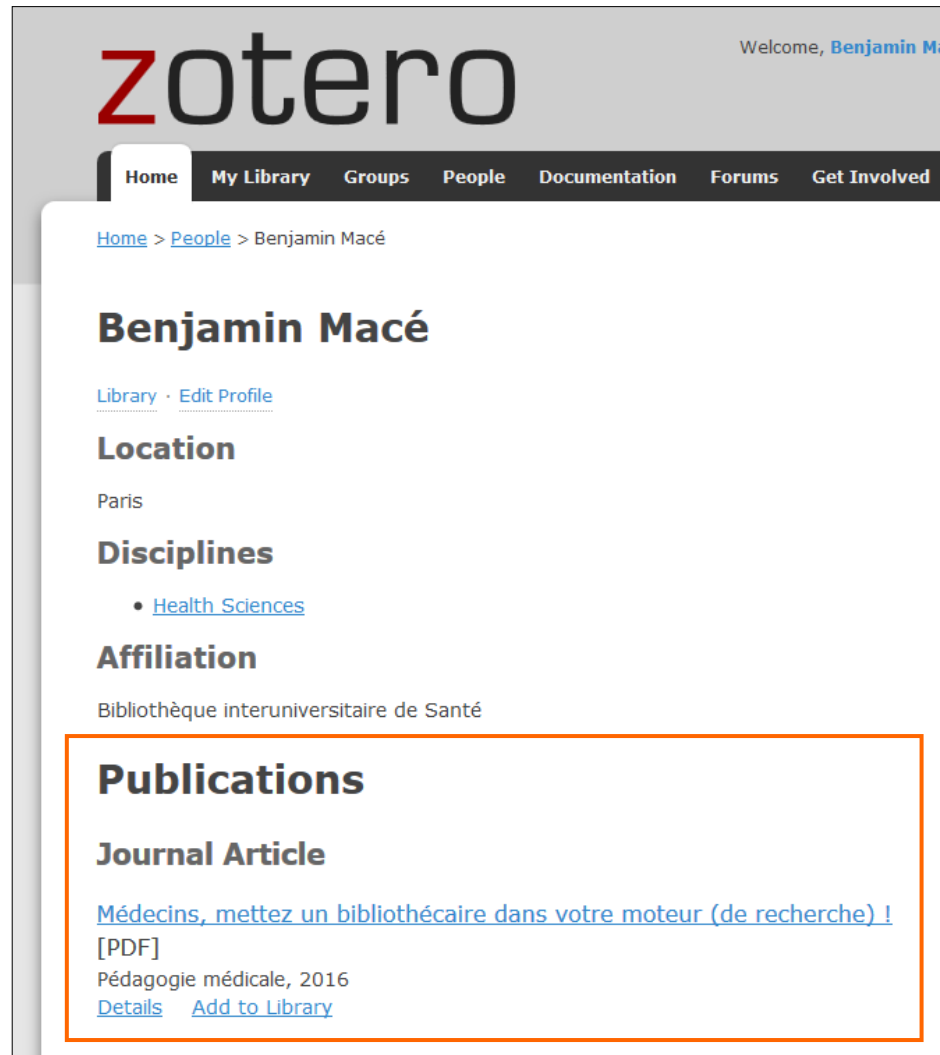 zotero
Welcome, Benjamin
Home My Library Groups People Documentation Forums Get Involved
Home > People > Benjamin Macé
Benjamin Macé
Library · Edit Profile
Location
Paris
Disciplines
• Health Sciences
Affiliation
Bibliothèque interuniversitaire de Santé
Publications
Journal Article
Médecins, mettez un bibliothécaire dans votre moteur (de recherche) !
[PDF]
Pédagogie médicale, 2016
Details Add to Library